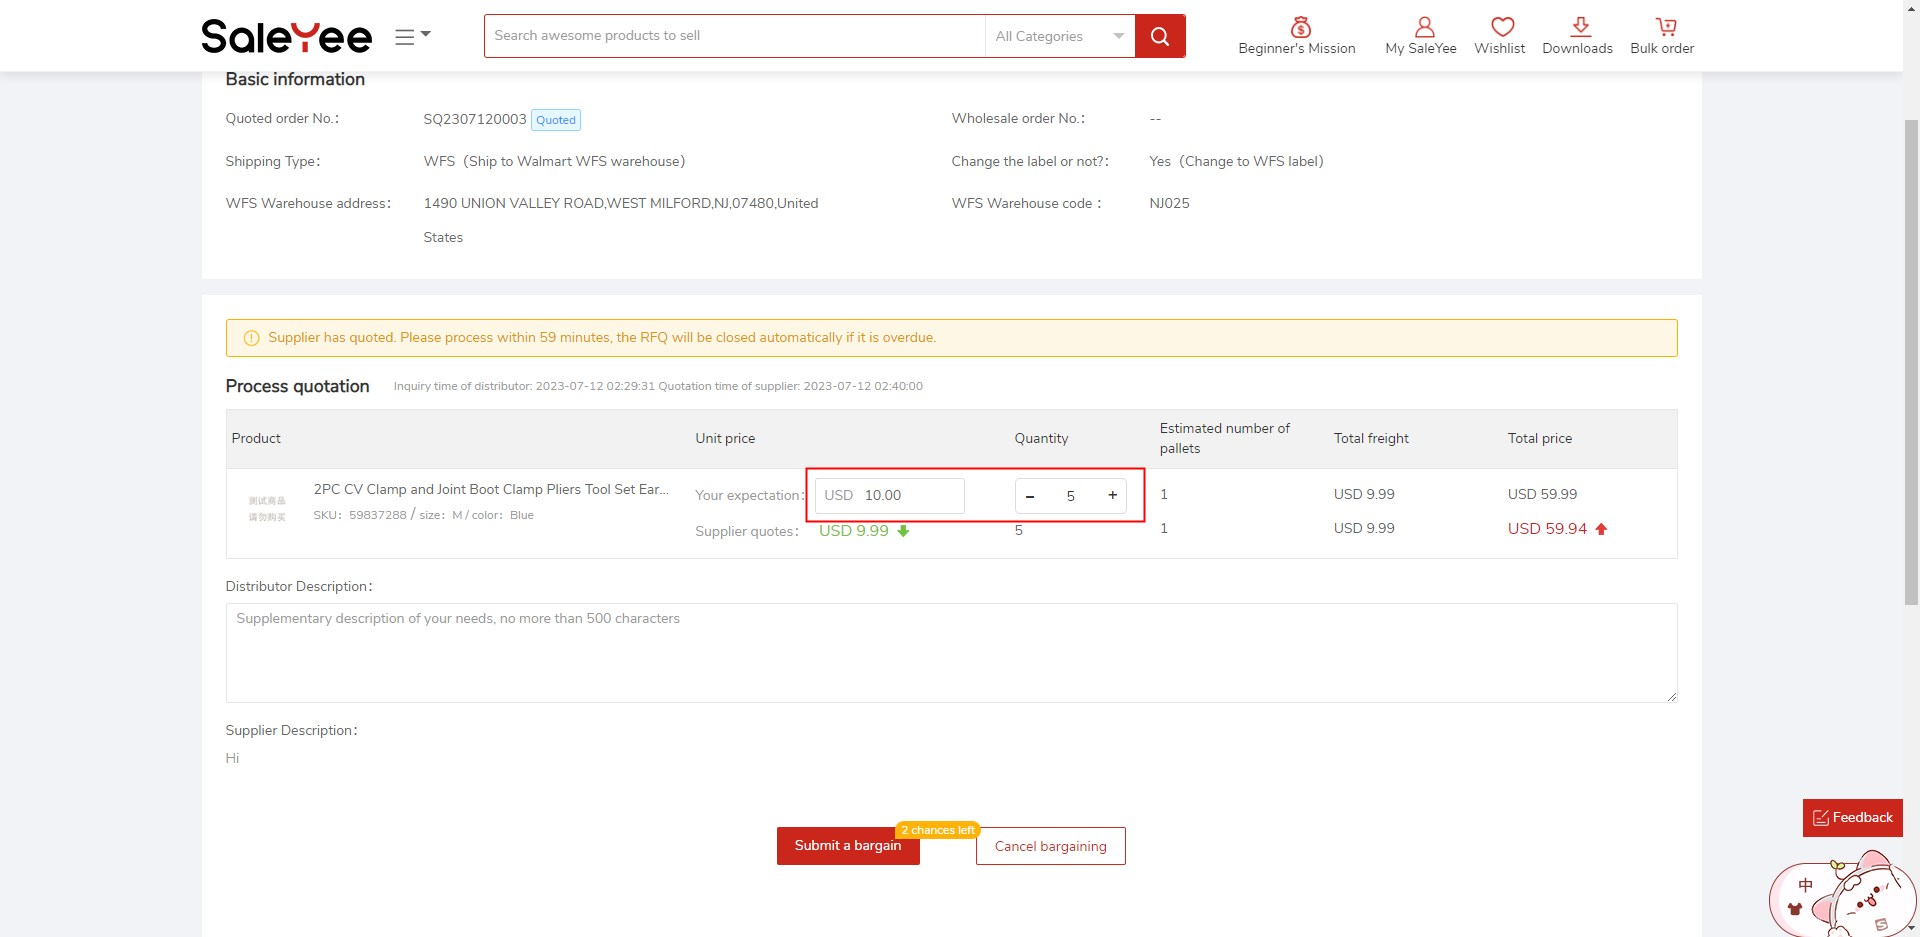 SaleYee
Search awesome products to sell
All Categories
Beginner's Mission
My SaleYee
Wishlist
Downloads
Bulk order
Basic information
Quoted order No.：
SQ2307120003 Quoted
Wholesale order No.：
--
Shipping Type：
WFS（Ship to Walmart WFS warehouse）
Change the label or not?：
Yes（Change to WFS label）
WFS Warehouse address：
1490 UNION VALLEY ROAD,WEST MILFORD,NJ,07480,United
States
WFS Warehouse code：
NJ025
Supplier has quoted. Please process within 59 minutes, the RFQ will be closed automatically if it is overdue.
Process quotation
Inquiry time of distributor: 2023-07-12 02:29:31 Quotation time of supplier: 2023-07-12 02:40:00
Product
Unit price
Quantity
Estimated number of
pallets
Total freight
Total price
测试商品
请勿购买
2PC CV Clamp and Joint Boot Clamp Pliers Tool Set Ear...
SKU：59837288 / size：M / color：Blue
Your expectation：
USD 10.00
- 5 +
1
USD 9.99
USD 59.99
Supplier quotes：
USD 9.99
5
1
USD 9.99
USD 59.94
Distributor Description：
Supplementary description of your needs, no more than 500 characters
Supplier Description：
Hi
2 chances left
Submit a bargain
Cancel bargaining
Feedback
中
S